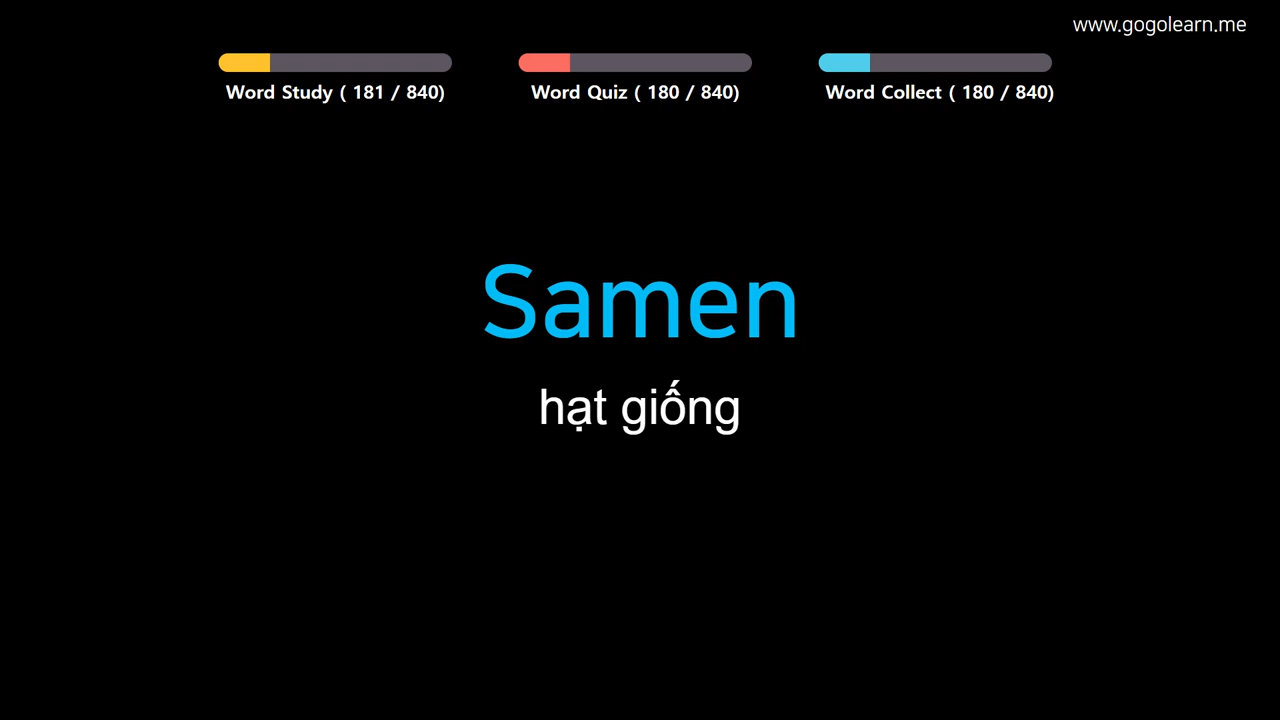 www.gogolearn.me
Word Study ( 181 / 840)
Word Quiz ( 180 / 840)
Word Collect ( 180 / 840)
Samen
hạt giống